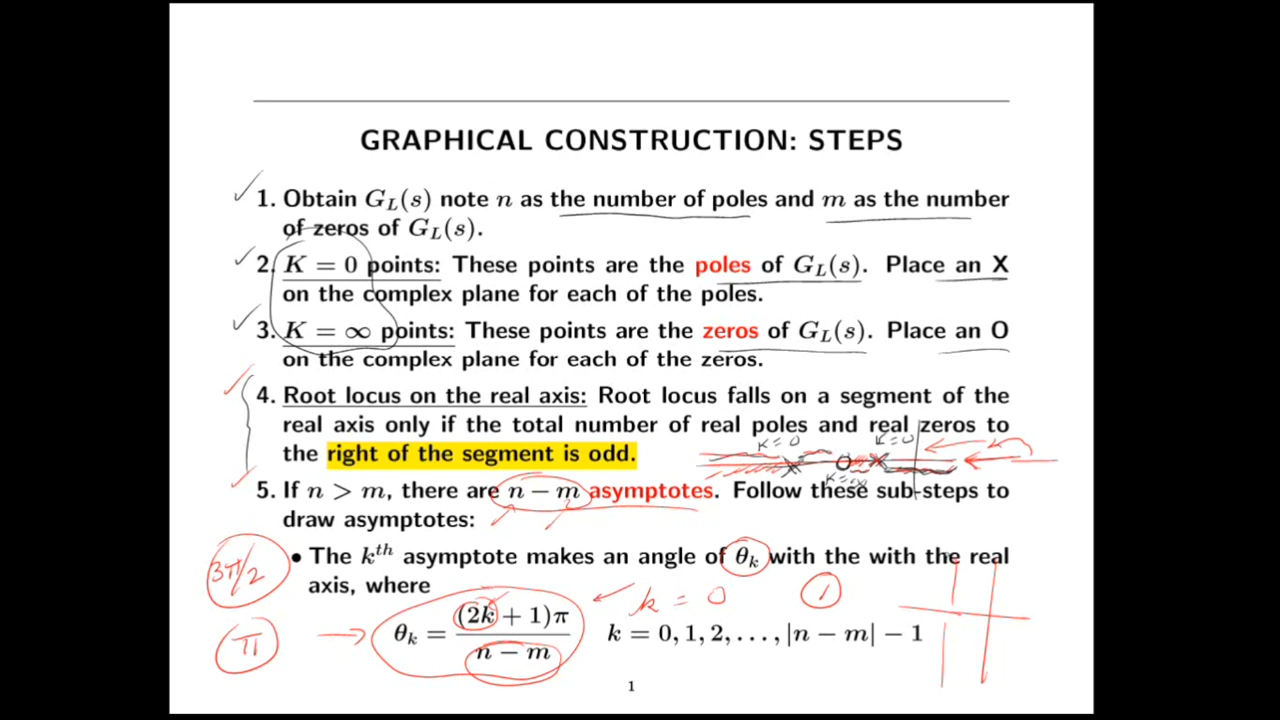 GRAPHICAL CONSTRUCTION: STEPS
1. Obtain G_L(s) note n as the number of poles and m as the number
of zeros of G_L(s).
2. K = 0 points: These points are the poles of G_L(s). Place an X
on the complex plane for each of the poles.
3. K = ∞ points: These points are the zeros of G_L(s). Place an O
on the complex plane for each of the zeros.
4. Root locus on the real axis: Root locus falls on a segment of the
real axis only if the total number of real poles and real zeros to
the right of the segment is odd.
K = 0 K = 0
K = ∞
5. If n > m, there are n − m asymptotes. Follow these sub-steps to
draw asymptotes:
• The k^th asymptote makes an angle of θ_k with the with the real
axis, where
3π/2
k = 0 1
θ_k = (2k + 1)π / (n − m) k = 0, 1, 2, . . . , |n − m| − 1
π
1